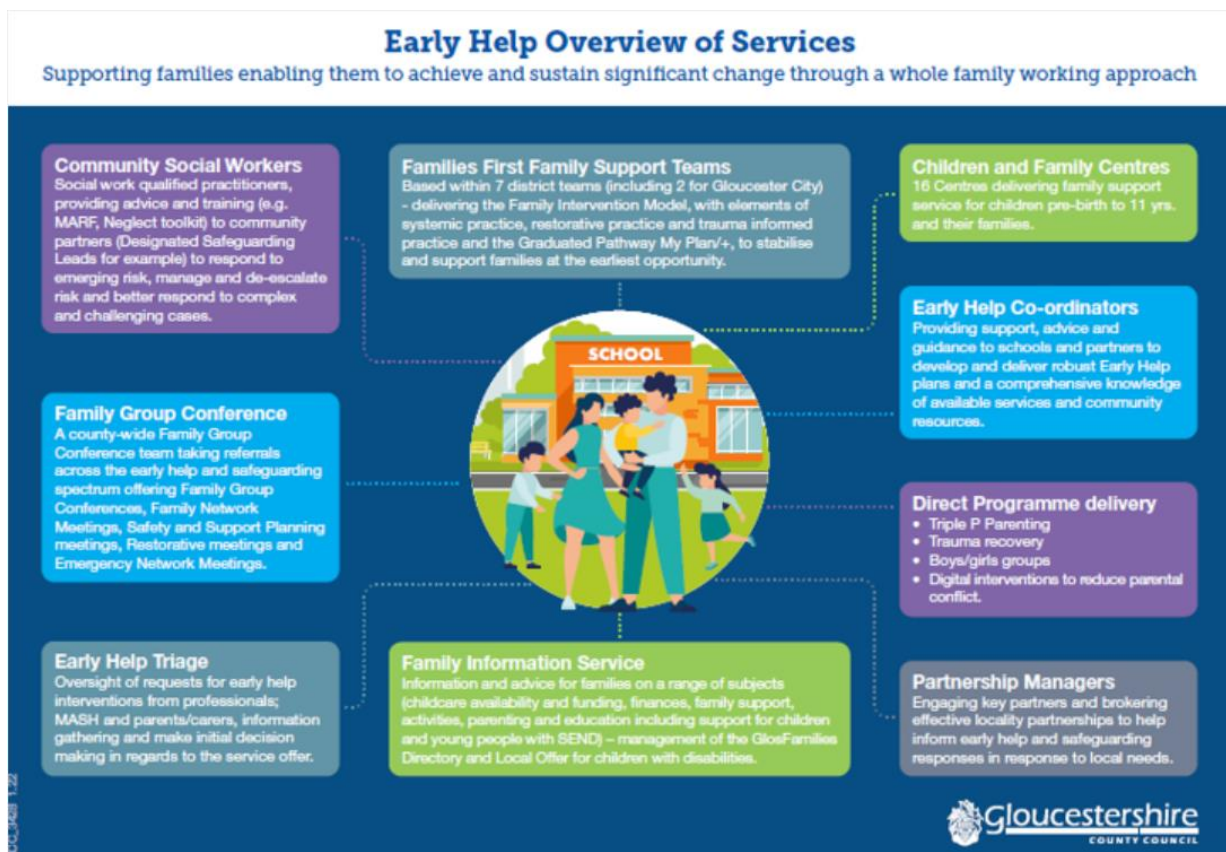 Early Help Overview of Services
Supporting families enabling them to achieve and sustain significant change through a whole family working approach
Community Social Workers
Social work qualified practitioners,
providing advice and training (e.g.
MARF, Neglect toolkit) to community
partners (Designated Safeguarding
Leads for example) to respond to
emerging risk, manage and de-escalate
risk and better respond to complex
and challenging cases.
Families First Family Support Teams
Based within 7 district teams (including 2 for Gloucester City)
- delivering the Family Intervention Model, with elements of
systemic practice, restorative practice and trauma informed
practice and the Graduated Pathway My Plan/+, to stabilise
and support families at the earliest opportunity.
Children and Family Centres
16 Centres delivering family support
service for children pre-birth to 11 yrs.
and their families.
Early Help Co-ordinators
Providing support, advice and
guidance to schools and partners to
develop and deliver robust Early Help
plans and a comprehensive knowledge
of available services and community
resources.
SCHOOL
Family Group Conference
A county-wide Family Group
Conference team taking referrals
across the early help and safeguarding
spectrum offering Family Group
Conferences, Family Network
Meetings, Safety and Support Planning
meetings, Restorative meetings and
Emergency Network Meetings.
Direct Programme delivery
• Triple P Parenting
• Trauma recovery
• Boys/girls groups
• Digital interventions to reduce parental
conflict.
Early Help Triage
Oversight of requests for early help
interventions from professionals;
MASH and parents/carers, information
gathering and make initial decision
making in regards to the service offer.
Family Information Service
Information and advice for families on a range of subjects
(childcare availability and funding, finances, family support,
activities, parenting and education including support for children
and young people with SEND) – management of the GlosFamilies
Directory and Local Offer for children with disabilities.
Partnership Managers
Engaging key partners and brokering
effective locality partnerships to help
inform early help and safeguarding
responses in response to local needs.
Gloucestershire
COUNTY COUNCIL